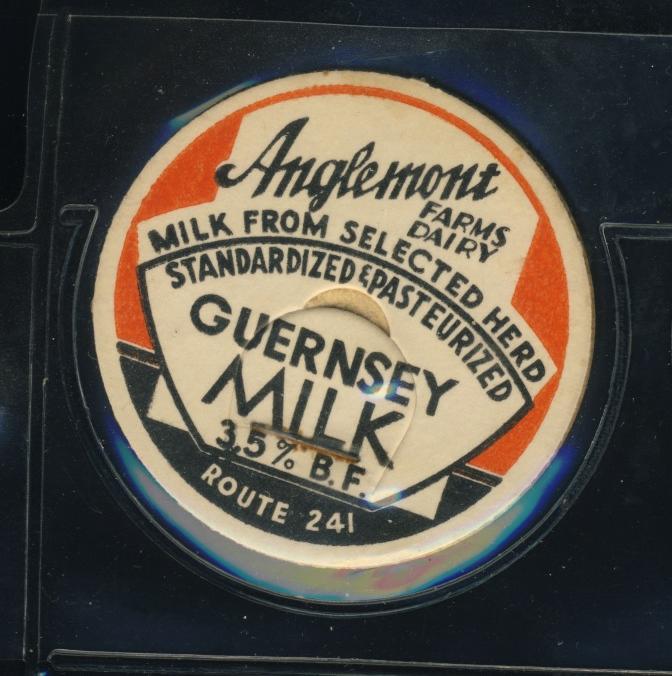 Anglemont
FARMS
DAIRY
MILK FROM SELECTED HERD
STANDARDIZED & PASTEURIZED
GUERNSEY
MILK
3.5% B.F.
ROUTE 241